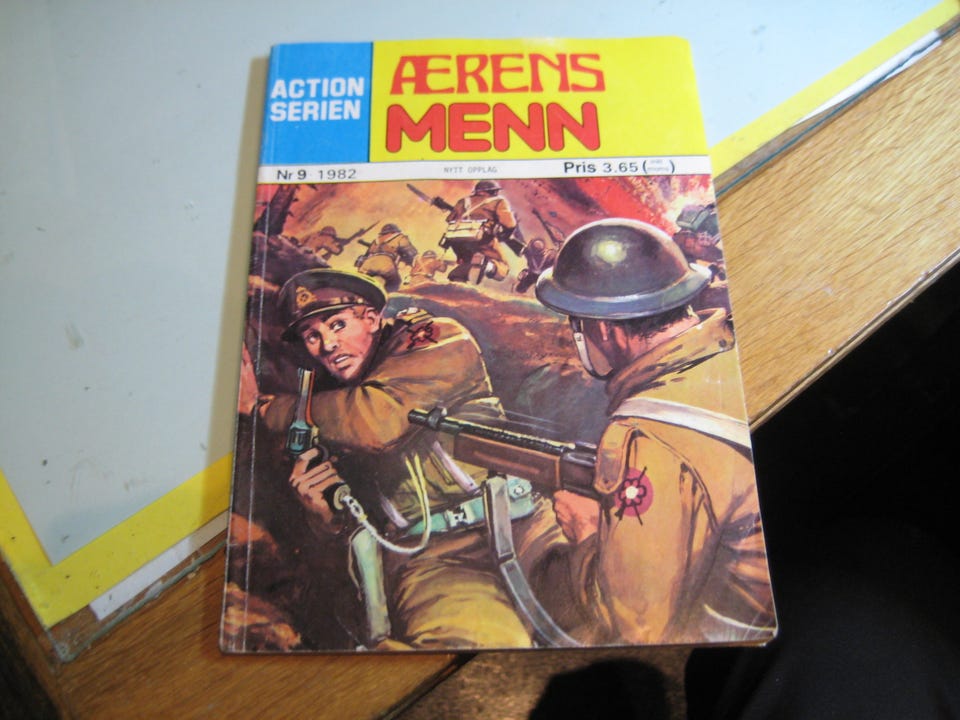 ACTION
SERIEN
ÆRENS
MENN
Nr 9 · 1982 NYTT OPPLAG Pris 3.65